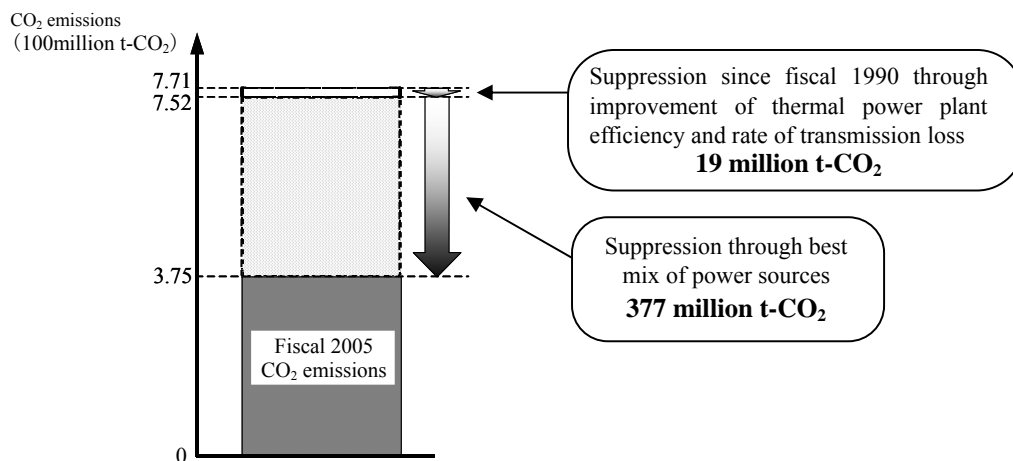 CO₂ emissions
（100million t-CO₂）
7.71
7.52
3.75
0
Suppression since fiscal 1990 through
improvement of thermal power plant
efficiency and rate of transmission loss
19 million t-CO₂
Suppression through best
mix of power sources
377 million t-CO₂
Fiscal 2005
CO₂ emissions